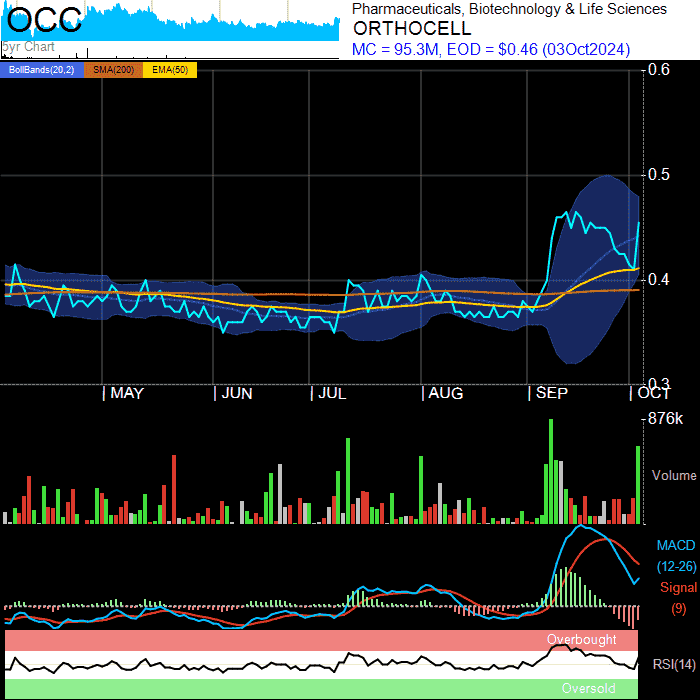 OCC
5yr Chart
Pharmaceuticals, Biotechnology & Life Sciences
ORTHOCELL
MC = 95.3M, EOD = $0.46 (03Oct2024)
BollBands(20,2) SMA(200) EMA(50)
0.6
0.5
0.4
0.3
MAY JUN JUL AUG SEP OCT
876k
Volume
MACD
(12-26)
Signal
(9)
Overbought
RSI(14)
Oversold